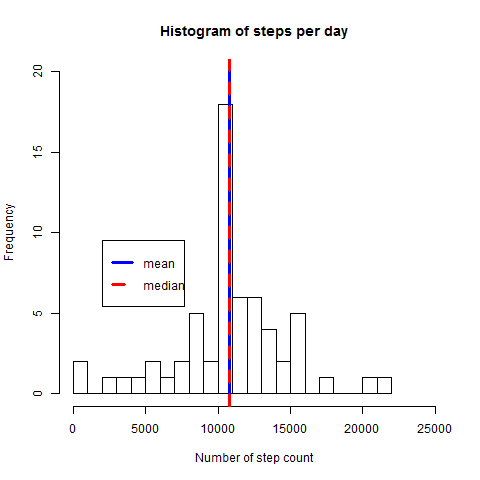 Histogram of steps per day
Frequency
20
15
10
5
0
mean
median
0 5000 10000 15000 20000 25000
Number of step count